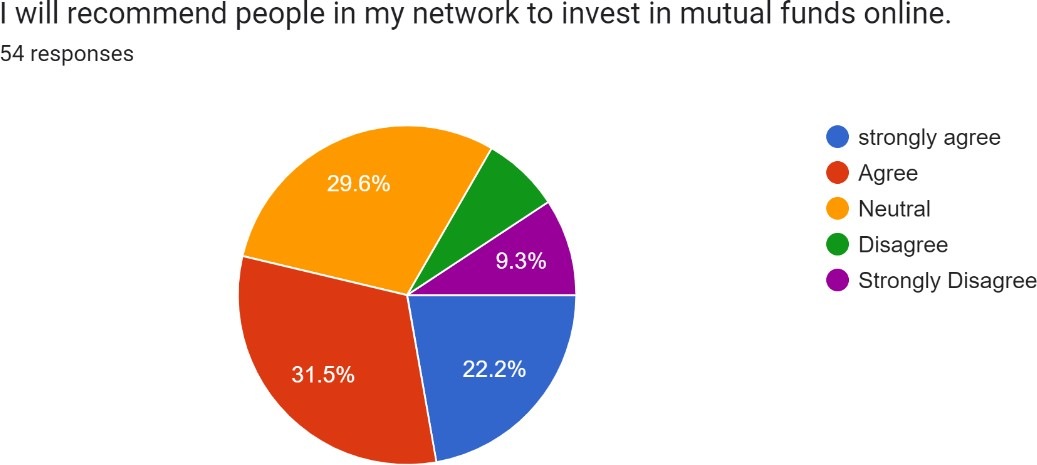 I will recommend people in my network to invest in mutual funds online.
54 responses
strongly agree
Agree
Neutral
Disagree
Strongly Disagree
29.6%
9.3%
22.2%
31.5%